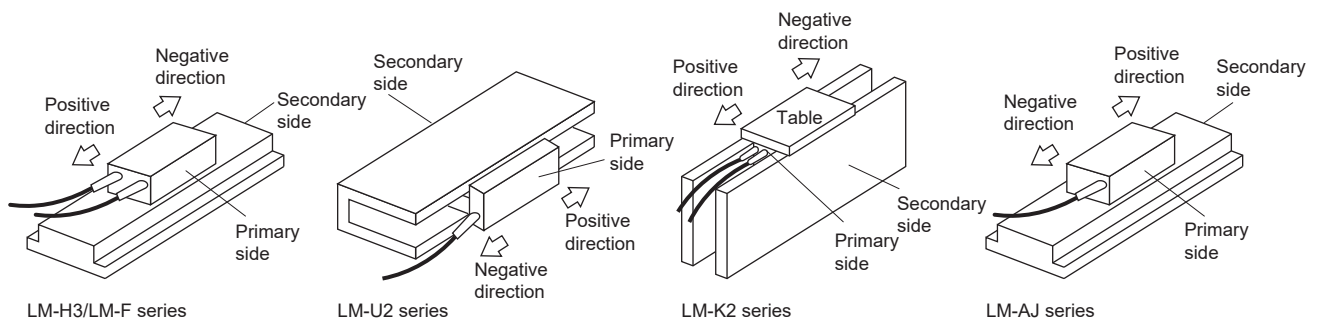 Negative
direction
Positive
direction
Secondary
side
Primary
side
LM-H3/LM-F series
Secondary
side
Primary
side
Positive
direction
Negative
direction
LM-U2 series
Negative
direction
Positive
direction
Table
Secondary
side
Primary
side
LM-K2 series
Positive
direction
Secondary
side
Negative
direction
Primary
side
LM-AJ series